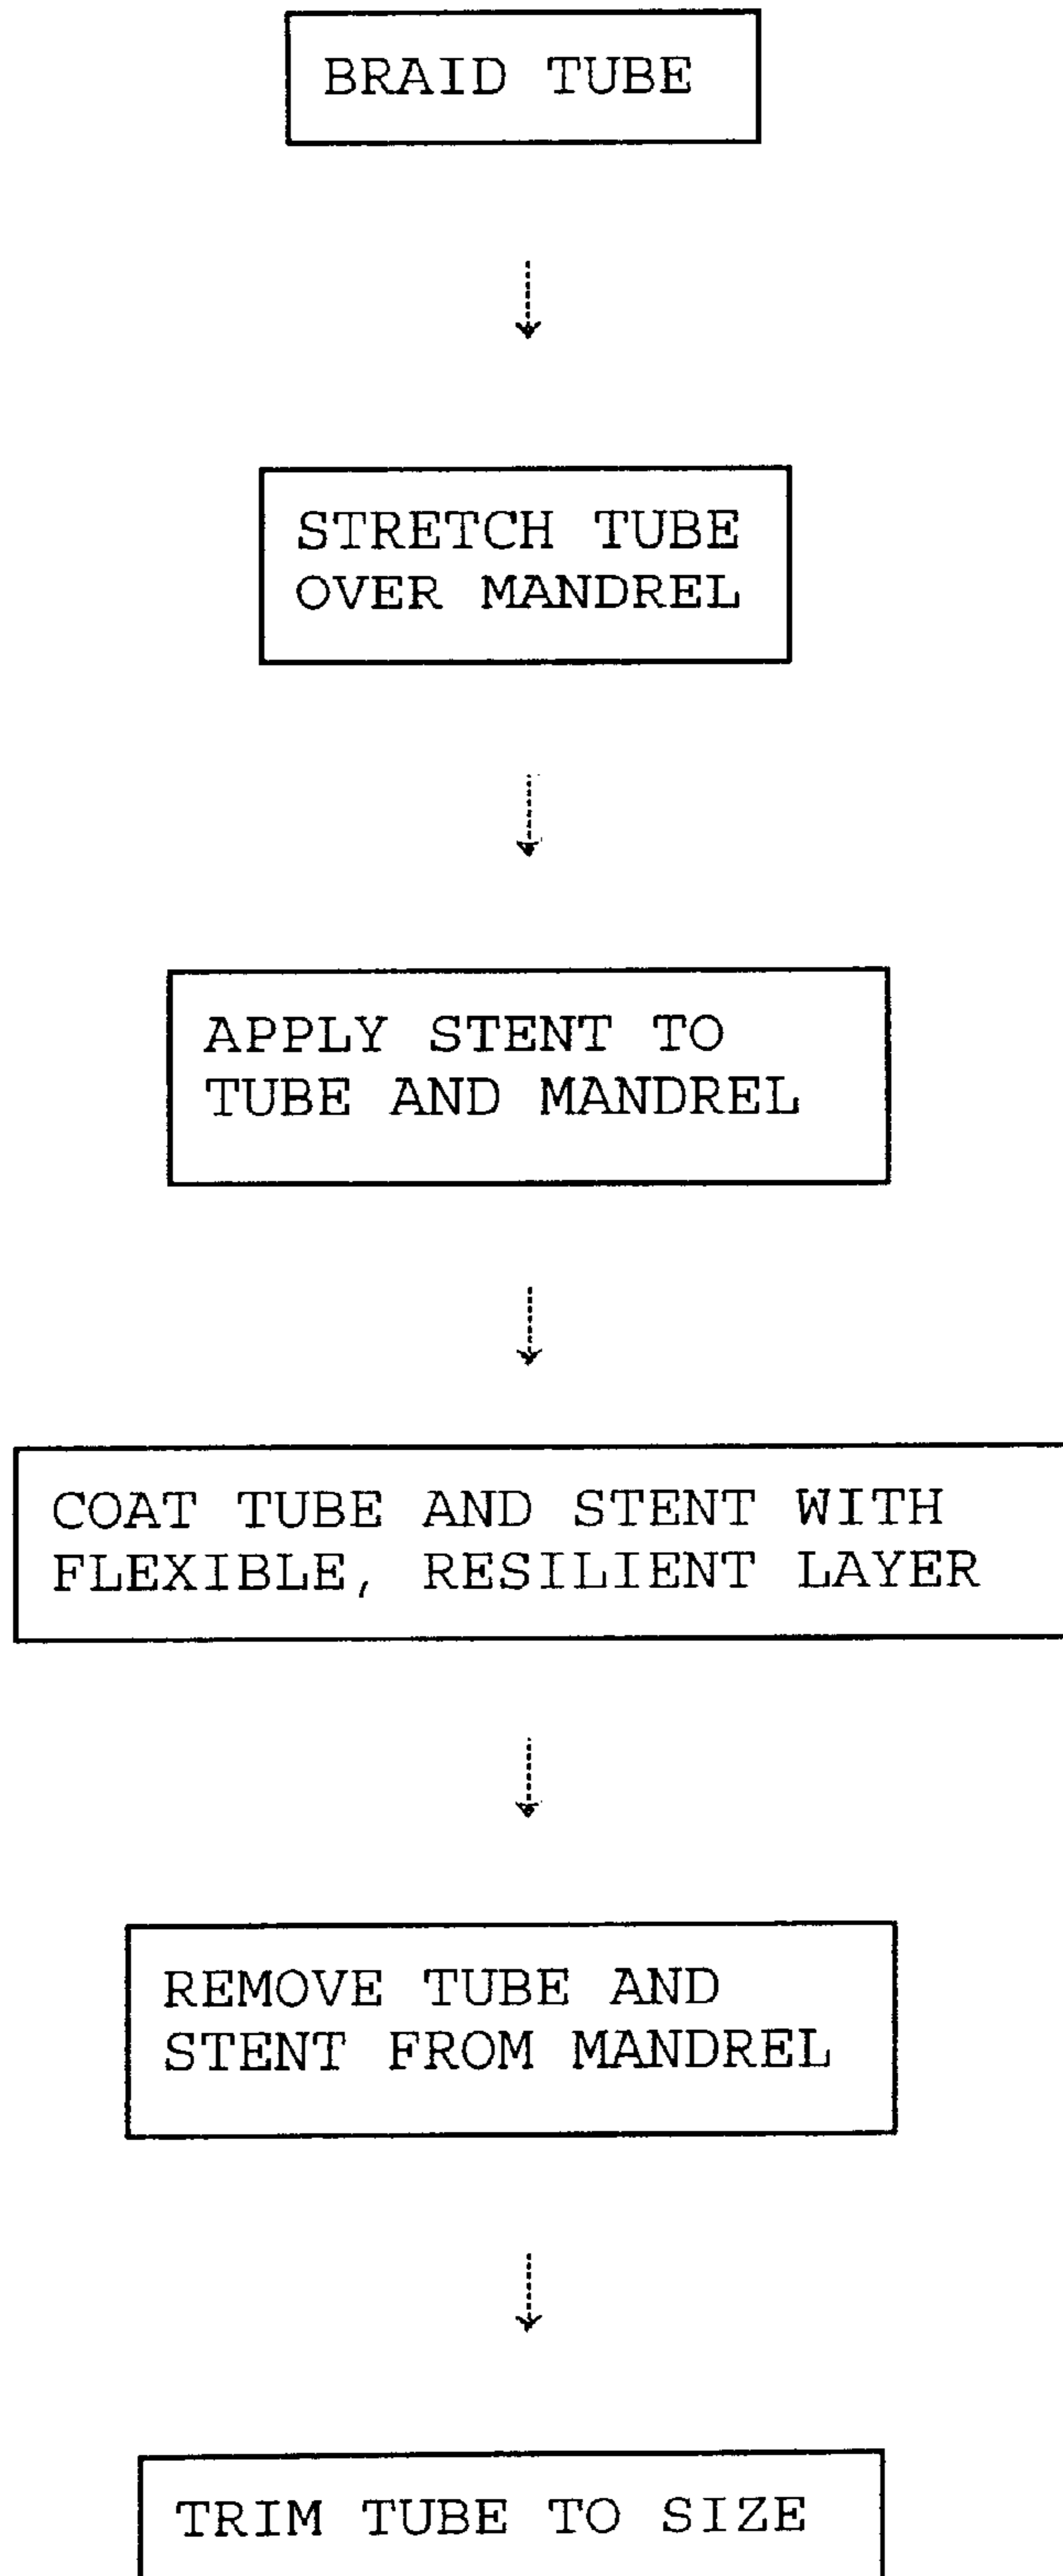 BRAID TUBE
STRETCH TUBE
OVER MANDREL
APPLY STENT TO
TUBE AND MANDREL
COAT TUBE AND STENT WITH
FLEXIBLE, RESILIENT LAYER
REMOVE TUBE AND
STENT FROM MANDREL
TRIM TUBE TO SIZE